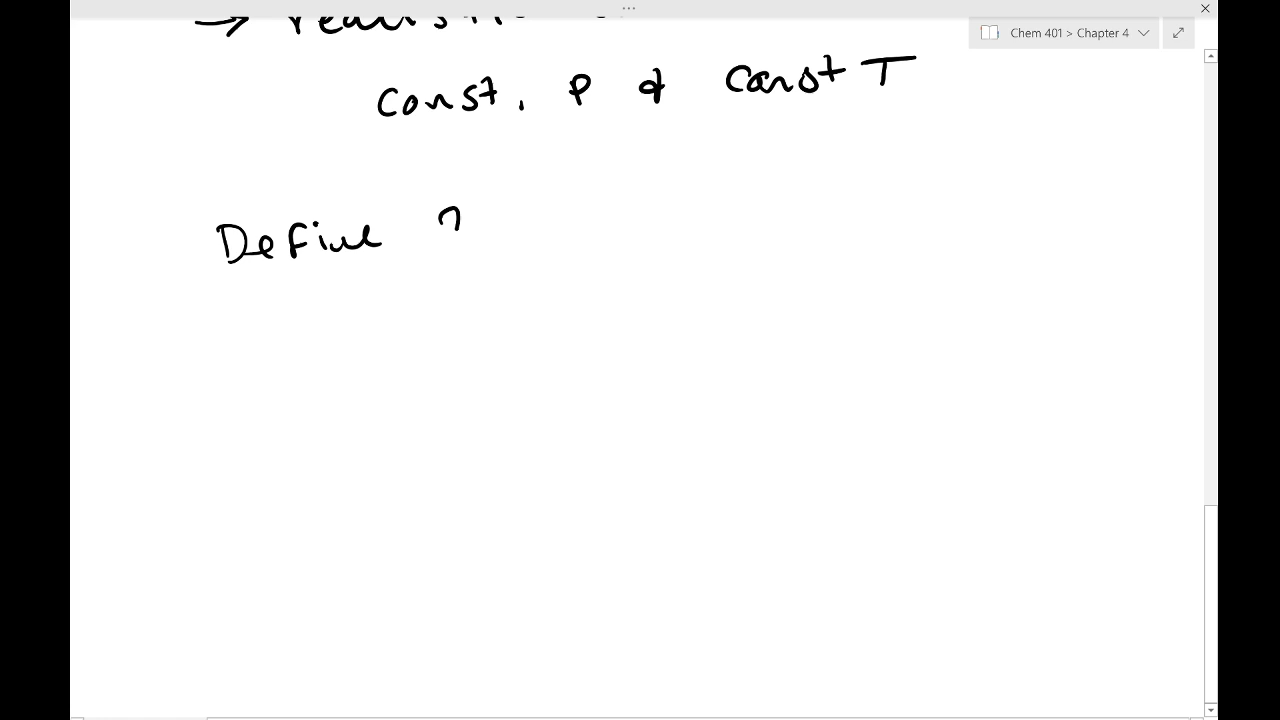 Chem 401 > Chapter 4
→
const. P & const T
Define